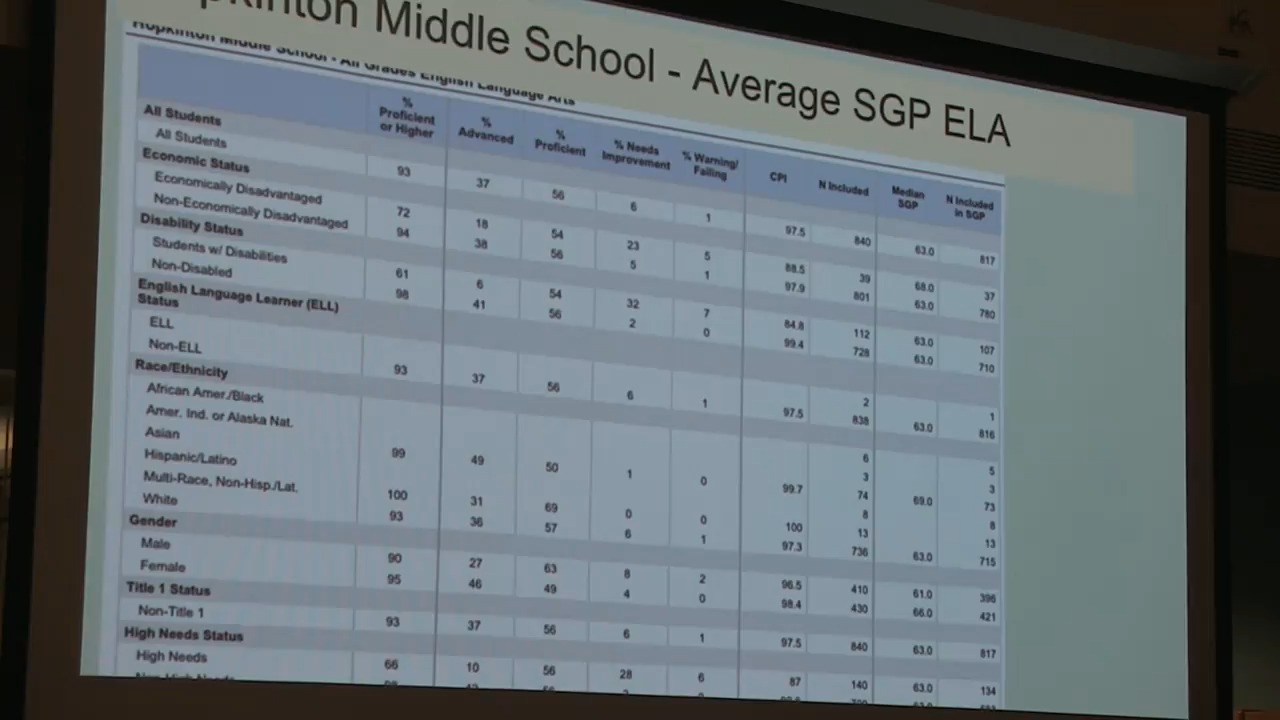 Hopkinton Middle School - Average SGP ELA
Hopkinton Middle School - All Grades English Language Arts
% Proficient or Higher % Advanced % Proficient % Needs Improvement % Warning/ Failing CPI N Included Median SGP N Included in SGP
All Students
All Students 93 37 56 6 1 97.5 840 63.0 817
Economic Status
Economically Disadvantaged 72 18 54 23 5 88.5 39 68.0 37
Non-Economically Disadvantaged 94 38 56 5 1 97.9 801 63.0 780
Disability Status
Students w/ Disabilities 61 6 54 32 7 84.8 112 63.0 107
Non-Disabled 98 41 56 2 0 99.4 728 63.0 710
English Language Learner (ELL)
Status
ELL 2 1
Non-ELL 93 37 56 6 1 97.5 838 63.0 816
Race/Ethnicity
African Amer./Black 6 5
Amer. Ind. or Alaska Nat. 3 3
Asian 99 49 50 1 0 99.7 74 69.0 73
Hispanic/Latino 8 8
Multi-Race, Non-Hisp./Lat. 100 31 69 0 0 100 13 13
White 93 36 57 6 1 97.3 736 63.0 715
Gender
Male 90 27 63 8 2 96.5 410 61.0 396
Female 95 46 49 4 0 98.4 430 66.0 421
Title 1 Status
Non-Title 1 93 37 56 6 1 97.5 840 63.0 817
High Needs Status
High Needs 66 10 56 28 6 87 140 63.0 134